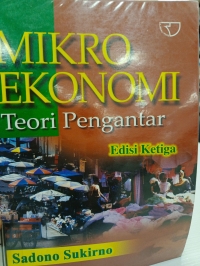 MIKRO
EKONOMI
Teori Pengantar
Edisi Ketiga
Sadono Sukirno